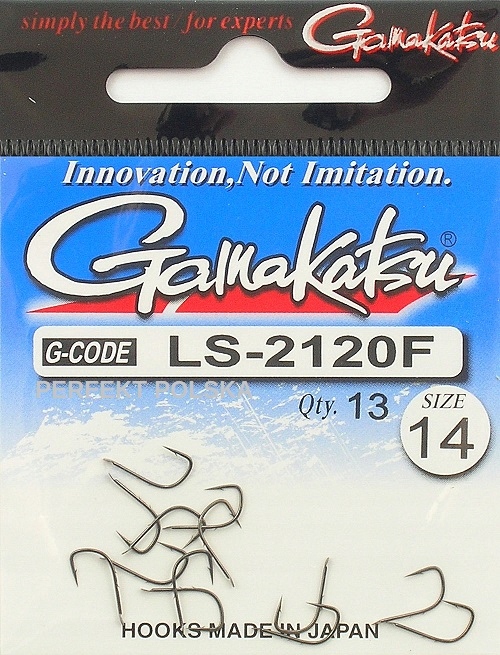 simply the best / for experts
Gamakatsu
Innovation,Not Imitation.
Gamakatsu®
G-CODE LS-2120F
PERFEKT POLSKA
Qty. 13
SIZE
14
HOOKS MADE IN JAPAN